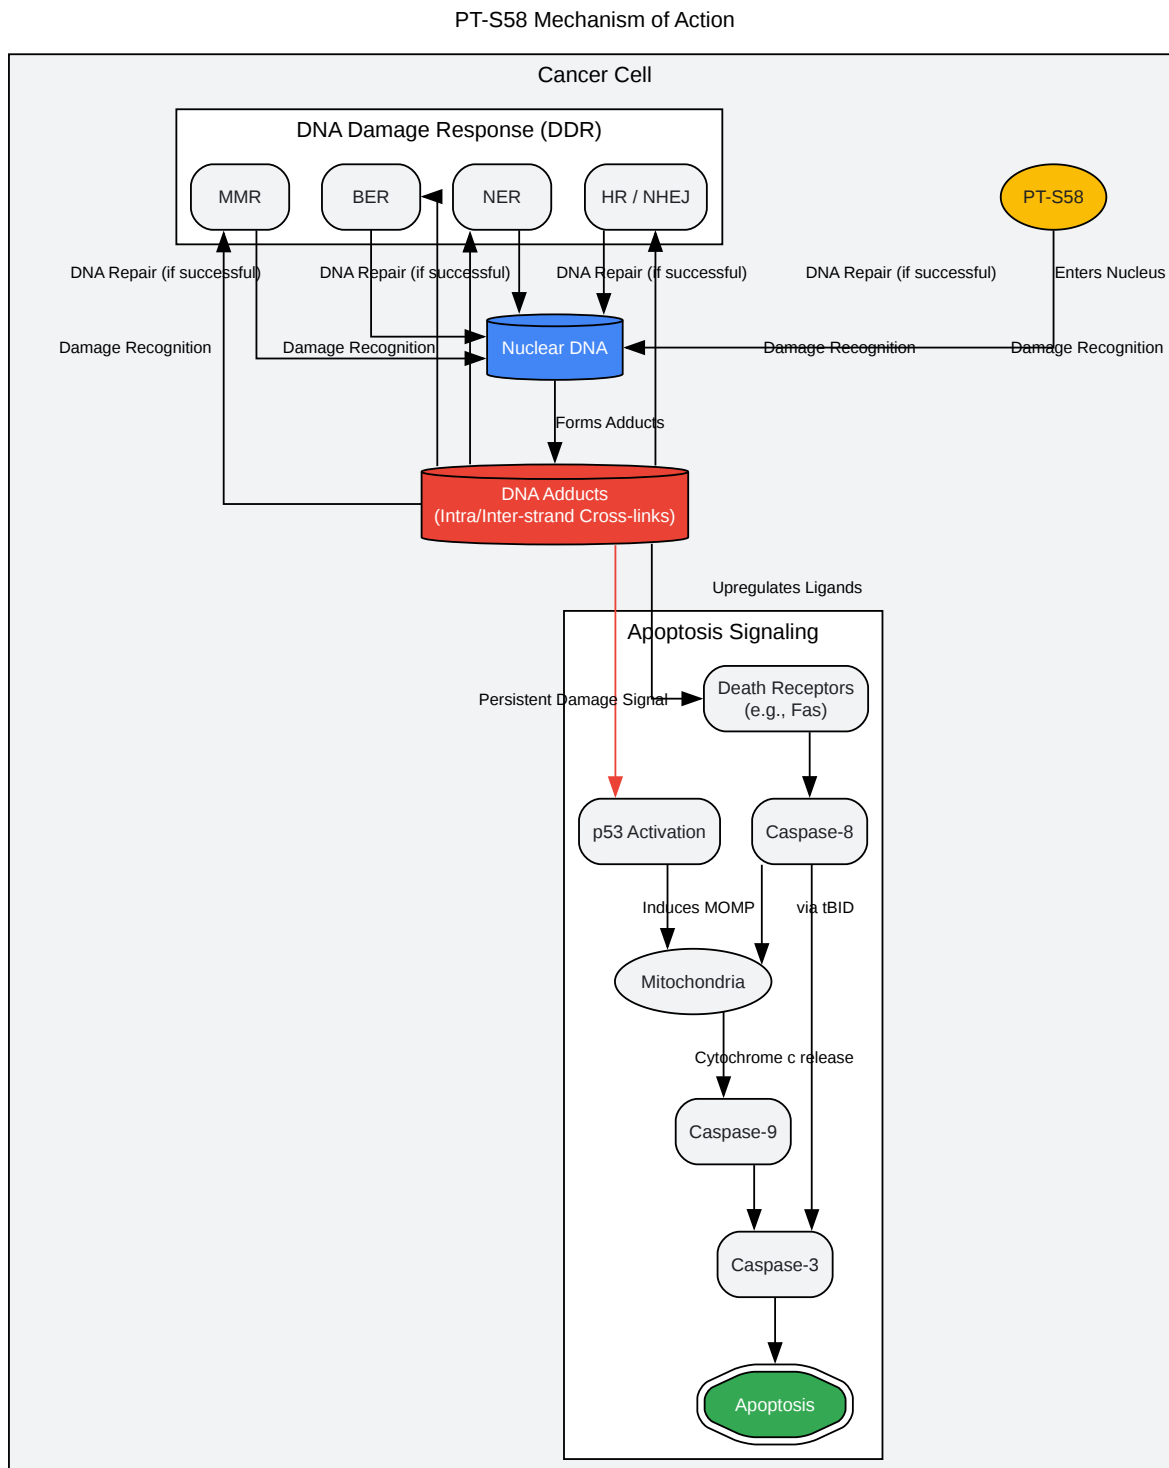 PT-S58 Mechanism of Action
Cancer Cell
DNA Damage Response (DDR)
MMR
BER
NER
HR / NHEJ
PT-S58
DNA Repair (if successful)
DNA Repair (if successful)
DNA Repair (if successful)
DNA Repair (if successful)
Enters Nucleus
Damage Recognition
Damage Recognition
Nuclear DNA
Damage Recognition
Damage Recognition
Forms Adducts
DNA Adducts
(Intra/Inter-strand Cross-links)
Upregulates Ligands
Apoptosis Signaling
Death Receptors
(e.g., Fas)
Persistent Damage Signal
p53 Activation
Caspase-8
Induces MOMP
via tBID
Mitochondria
Cytochrome c release
Caspase-9
Caspase-3
Apoptosis